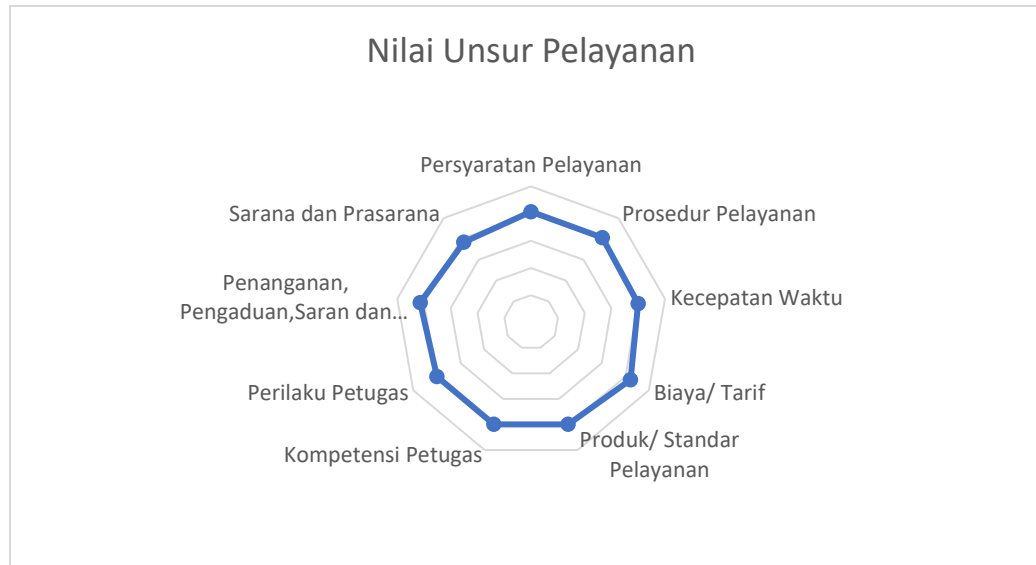 Nilai Unsur Pelayanan
Persyaratan Pelayanan
Prosedur Pelayanan
Kecepatan Waktu
Biaya/ Tarif
Produk/ Standar
Pelayanan
Kompetensi Petugas
Perilaku Petugas
Penanganan,
Pengaduan,Saran dan...
Sarana dan Prasarana